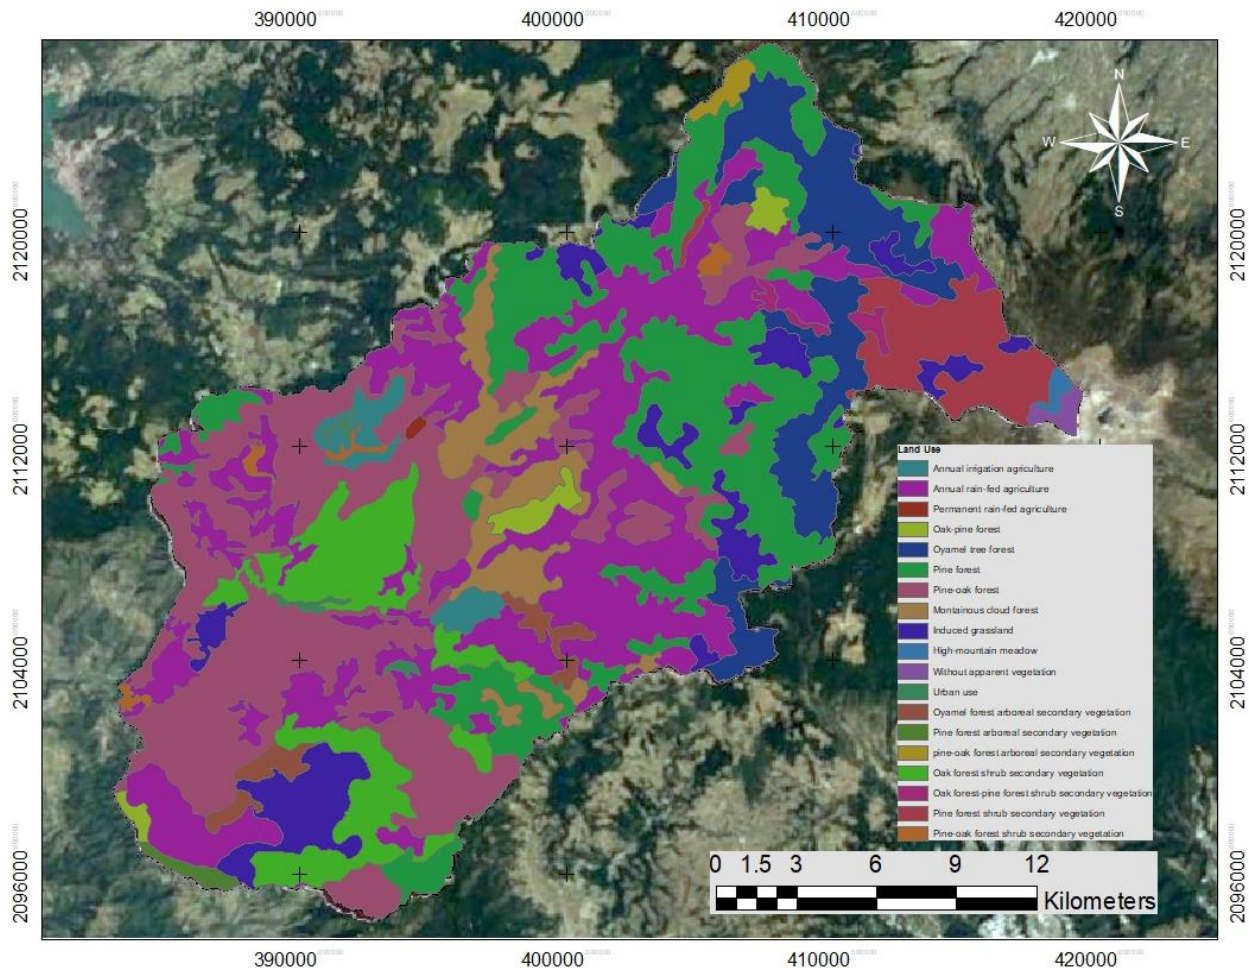 390000 400000 410000 420000
N
W E
S
2120000 2120000
2112000 2112000
2104000 2104000
2096000 2096000
Land Use
Annual irrigation agriculture
Annual rain-fed agriculture
Permanent rain-fed agriculture
Oak-pine forest
Oyamel tree forest
Pine forest
Pine-oak forest
Montainous cloud forest
Induced grassland
High-mountain meadow
Without apparent vegetation
Urban use
Oyamel forest arboreal secondary vegetation
Pine forest arboreal secondary vegetation
pine-oak forest arboreal secondary vegetation
Oak forest shrub secondary vegetation
Oak forest-pine forest shrub secondary vegetation
Pine forest shrub secondary vegetation
Pine-oak forest shrub secondary vegetation
0 1.5 3 6 9 12
Kilometers
390000 400000 410000 420000